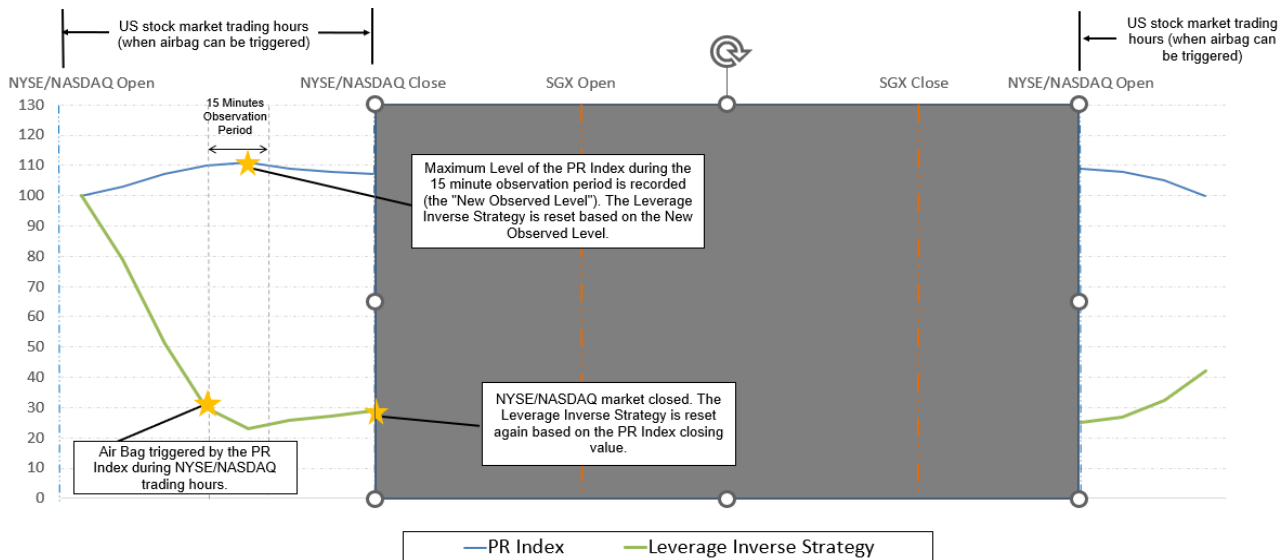 US stock market trading hours
(when airbag can be triggered)
US stock market trading
hours (when airbag can
be triggered)
NYSE/NASDAQ Open
NYSE/NASDAQ Close
SGX Open
SGX Close
NYSE/NASDAQ Open
130
120
110
100
90
80
70
60
50
40
30
20
10
0
15 Minutes
Observation
Period
Maximum Level of the PR Index during the
15 minute observation period is recorded
(the "New Observed Level"). The Leverage
Inverse Strategy is reset based on the New
Observed Level.
NYSE/NASDAQ market closed. The
Leverage Inverse Strategy is reset
again based on the PR Index closing
value.
Air Bag triggered by the PR
Index during NYSE/NASDAQ
trading hours.
PR Index
Leverage Inverse Strategy